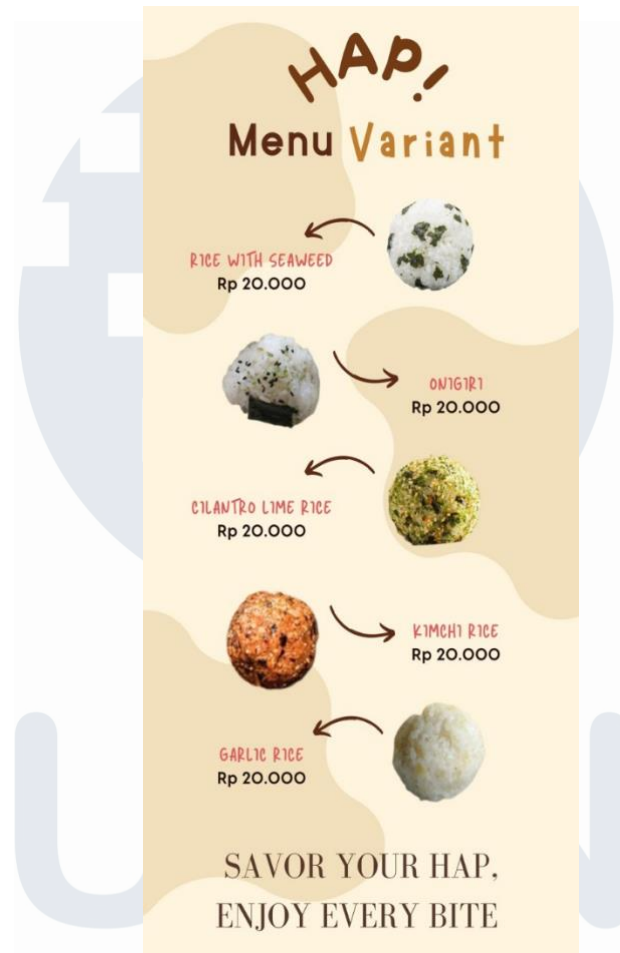 HAP!
Menu Variant
RICE WITH SEAWEED
Rp 20.000
ONIGIRI
Rp 20.000
CILANTRO LIME RICE
Rp 20.000
KIMCHI RICE
Rp 20.000
GARLIC RICE
Rp 20.000
SAVOR YOUR HAP,
ENJOY EVERY BITE